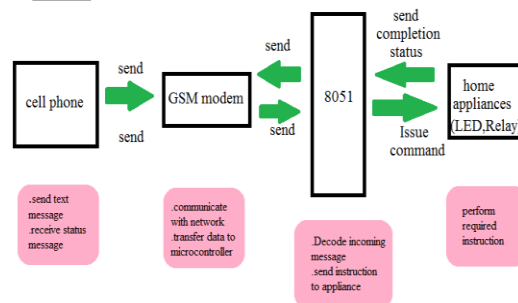 send
completion
status
send
send
cell phone
GSM modem
8051
home
appliances
(LED,Relay)
send
send
Issue
command
.send text
message
.receive status
message
.communicate
with network
.transfer data to
microcontroller
.Decode incoming
message
.send instruction
to appliance
perform
required
instruction